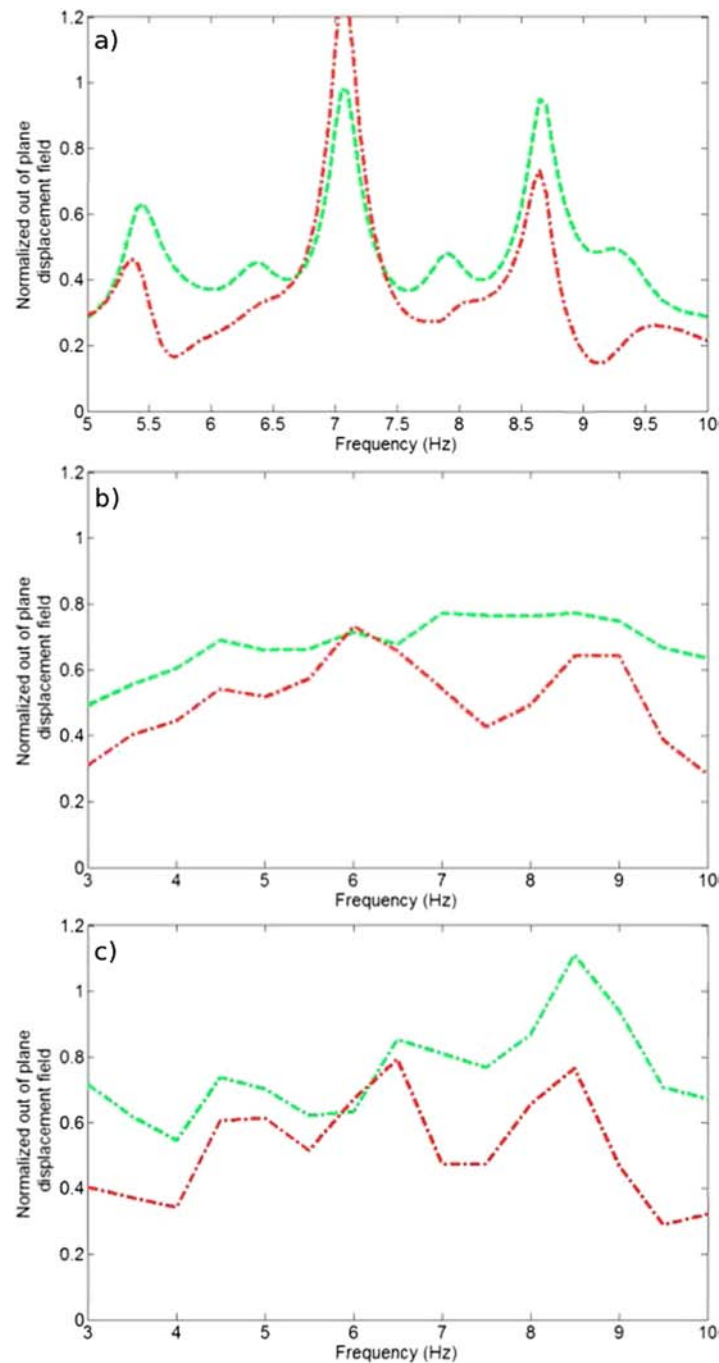 a)
Normalized out of plane
displacement field
1.2
1
0.8
0.6
0.4
0.2
0
5 5.5 6 6.5 7 7.5 8 8.5 9 9.5 10
Frequency (Hz)
b)
Normalized out of plane
displacement field
1.2
1
0.8
0.6
0.4
0.2
0
3 4 5 6 7 8 9 10
Frequency (Hz)
c)
Normalized out of plane
displacement field
1.2
1
0.8
0.6
0.4
0.2
0
3 4 5 6 7 8 9 10
Frequency (Hz)